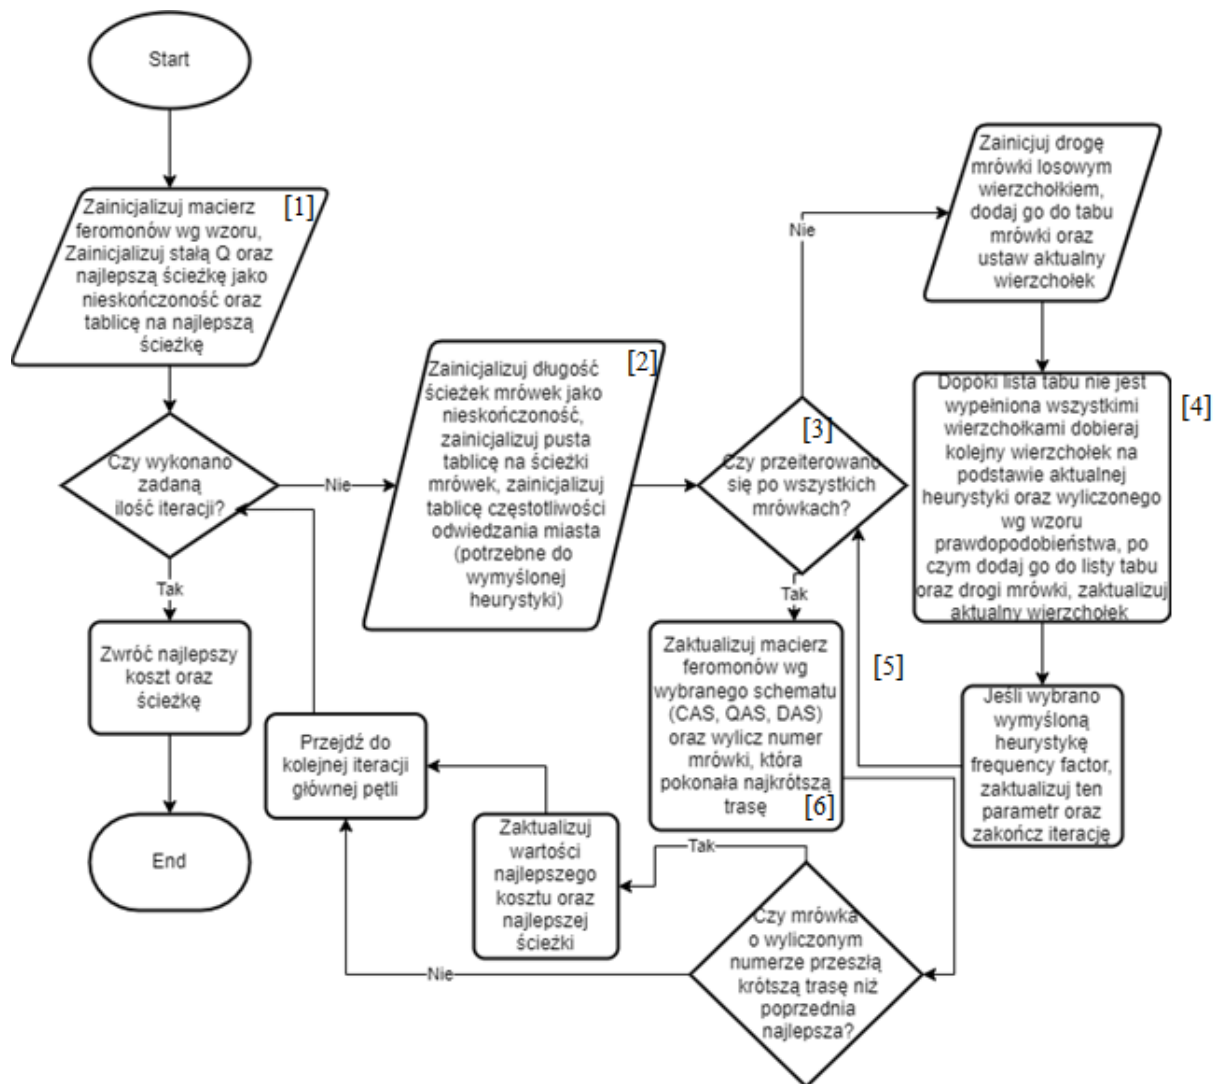 Start
[1]
Zainicjalizuj macierz
feromonów wg wzoru,
Zainicjalizuj stałą Q oraz
najlepszą ścieżkę jako
nieskończoność oraz
tablicę na najlepszą
ścieżkę
Czy wykonano
zadaną
ilość iteracji?
Nie
Tak
Zwróć najlepszy
koszt oraz
ścieżkę
End
[2]
Zainicjalizuj długość
ścieżek mrówek jako
nieskończoność,
zainicjalizuj pusta
tablicę na ścieżki
mrówek, zainicjalizuj
tablicę częstotliwości
odwiedzania miasta
(potrzebne do
wymyślonej
heurystyki)
[3]
Czy przeiterowano
się po wszystkich
mrówkach?
Nie
Zainicjuj drogę
mrówki losowym
wierzchołkiem,
dodaj go do tabu
mrówki oraz
ustaw aktualny
wierzchołek
[4]
Dopóki lista tabu nie jest
wypełniona wszystkimi
wierzchołkami dobieraj
kolejny wierzchołek na
podstawie aktualnej
heurystyki oraz wyliczonego
wg wzoru
prawdopodobieństwa, po
czym dodaj go do listy tabu
oraz drogi mrówki, zaktualizuj
aktualny wierzchołek
[5]
Jeśli wybrano
wymyśloną
heurystykę
frequency factor,
zaktualizuj ten
parametr oraz
zakończ iterację
Tak
Zaktualizuj macierz
feromonów wg
wybranego schematu
(CAS, QAS, DAS)
oraz wylicz numer
mrówki, która
pokonała najkrótszą
trasę
[6]
Czy mrówka
o wyliczonym
numerze przeszłą
krótszą trasę niż
poprzednia
najlepsza?
Tak
Zaktualizuj
wartości
najlepszego
kosztu oraz
najlepszej
ścieżki
Nie
Przejdź do
kolejnej iteracji
głównej pętli